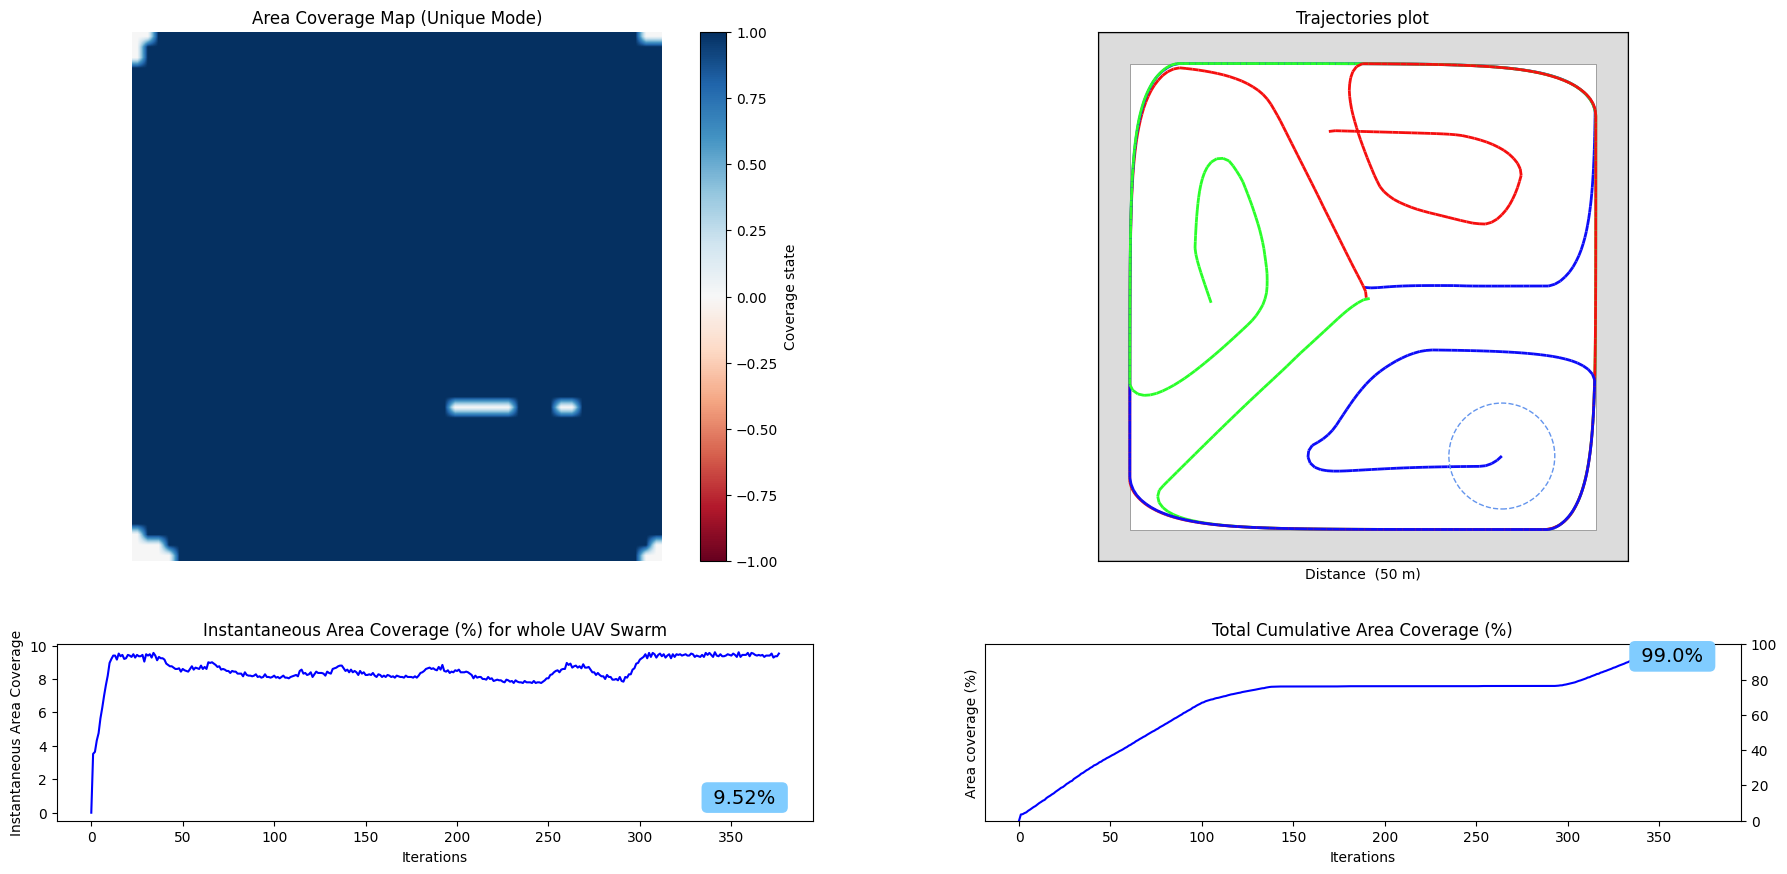 Area Coverage Map (Unique Mode)
1.00
0.75
0.50
0.25
0.00
−0.25
−0.50
−0.75
−1.00
Coverage state
Trajectories plot
Distance  (50 m)
Instantaneous Area Coverage (%) for whole UAV Swarm
Instantaneous Area Coverage
10
8
6
4
2
0
9.52%
0 50 100 150 200 250 300 350
Iterations
Total Cumulative Area Coverage (%)
Area coverage (%)
99.0%
100
80
60
40
20
0
0 50 100 150 200 250 300 350
Iterations